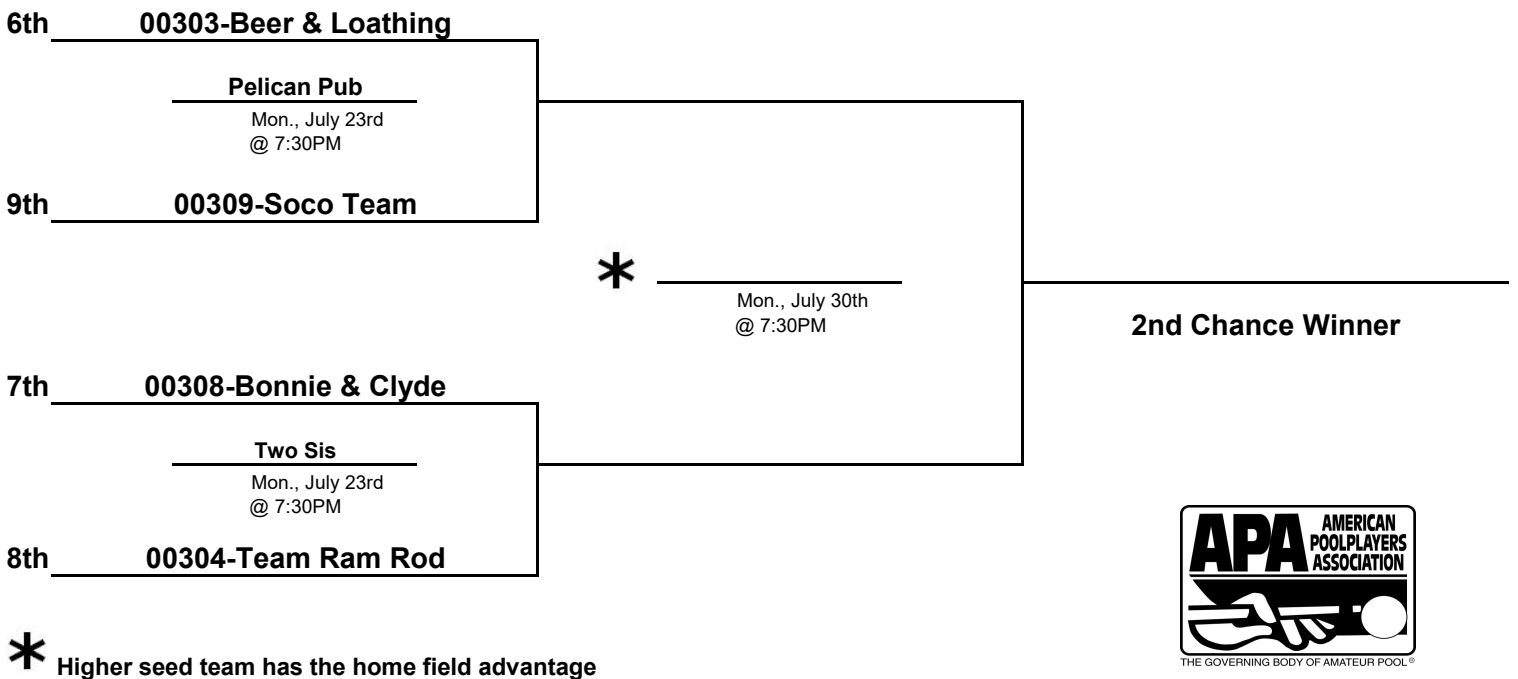 6th 00303-Beer & Loathing
Pelican Pub
Mon., July 23rd
@ 7:30PM
9th 00309-Soco Team
*
Mon., July 30th
@ 7:30PM
2nd Chance Winner
7th 00308-Bonnie & Clyde
Two Sis
Mon., July 23rd
@ 7:30PM
8th 00304-Team Ram Rod
* Higher seed team has the home field advantage
APA AMERICAN
POOLPLAYERS
ASSOCIATION
THE GOVERNING BODY OF AMATEUR POOL®